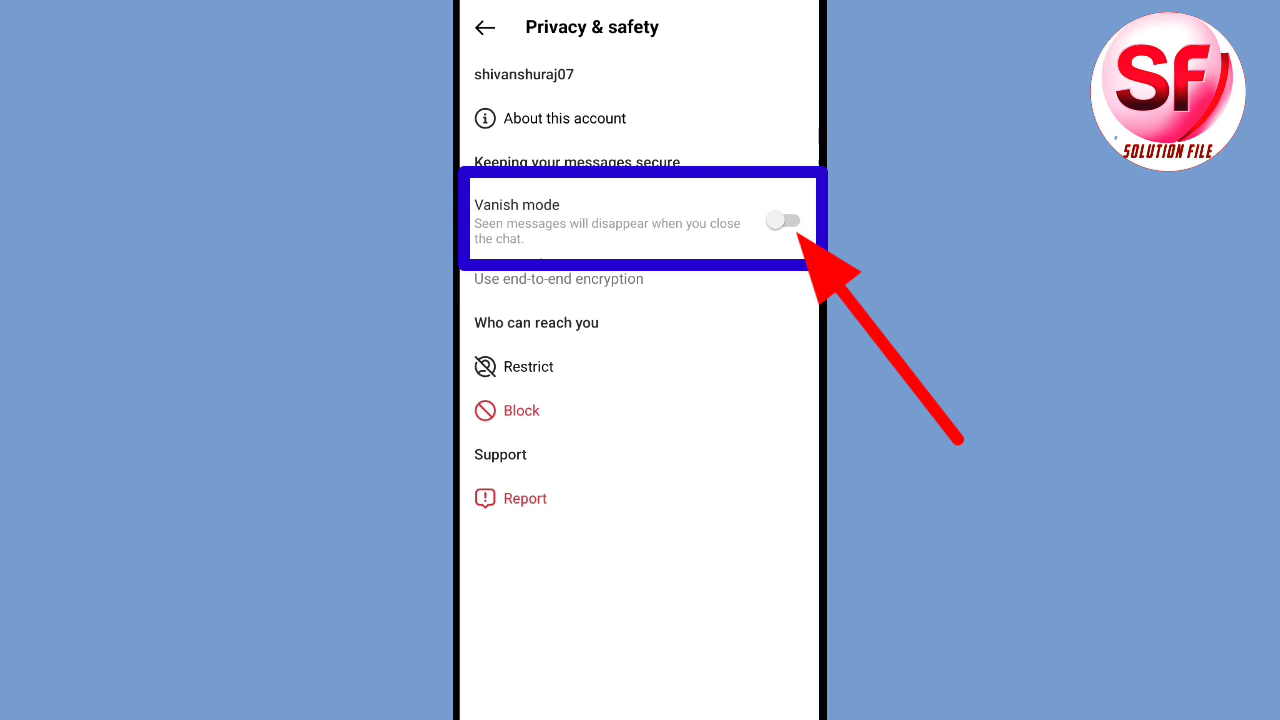 Privacy & safety
shivanshuraj07
About this account
Keeping your messages secure
Vanish mode
Seen messages will disappear when you close
the chat.
Use end-to-end encryption
Who can reach you
Restrict
Block
Support
Report
SF
SOLUTION FILE